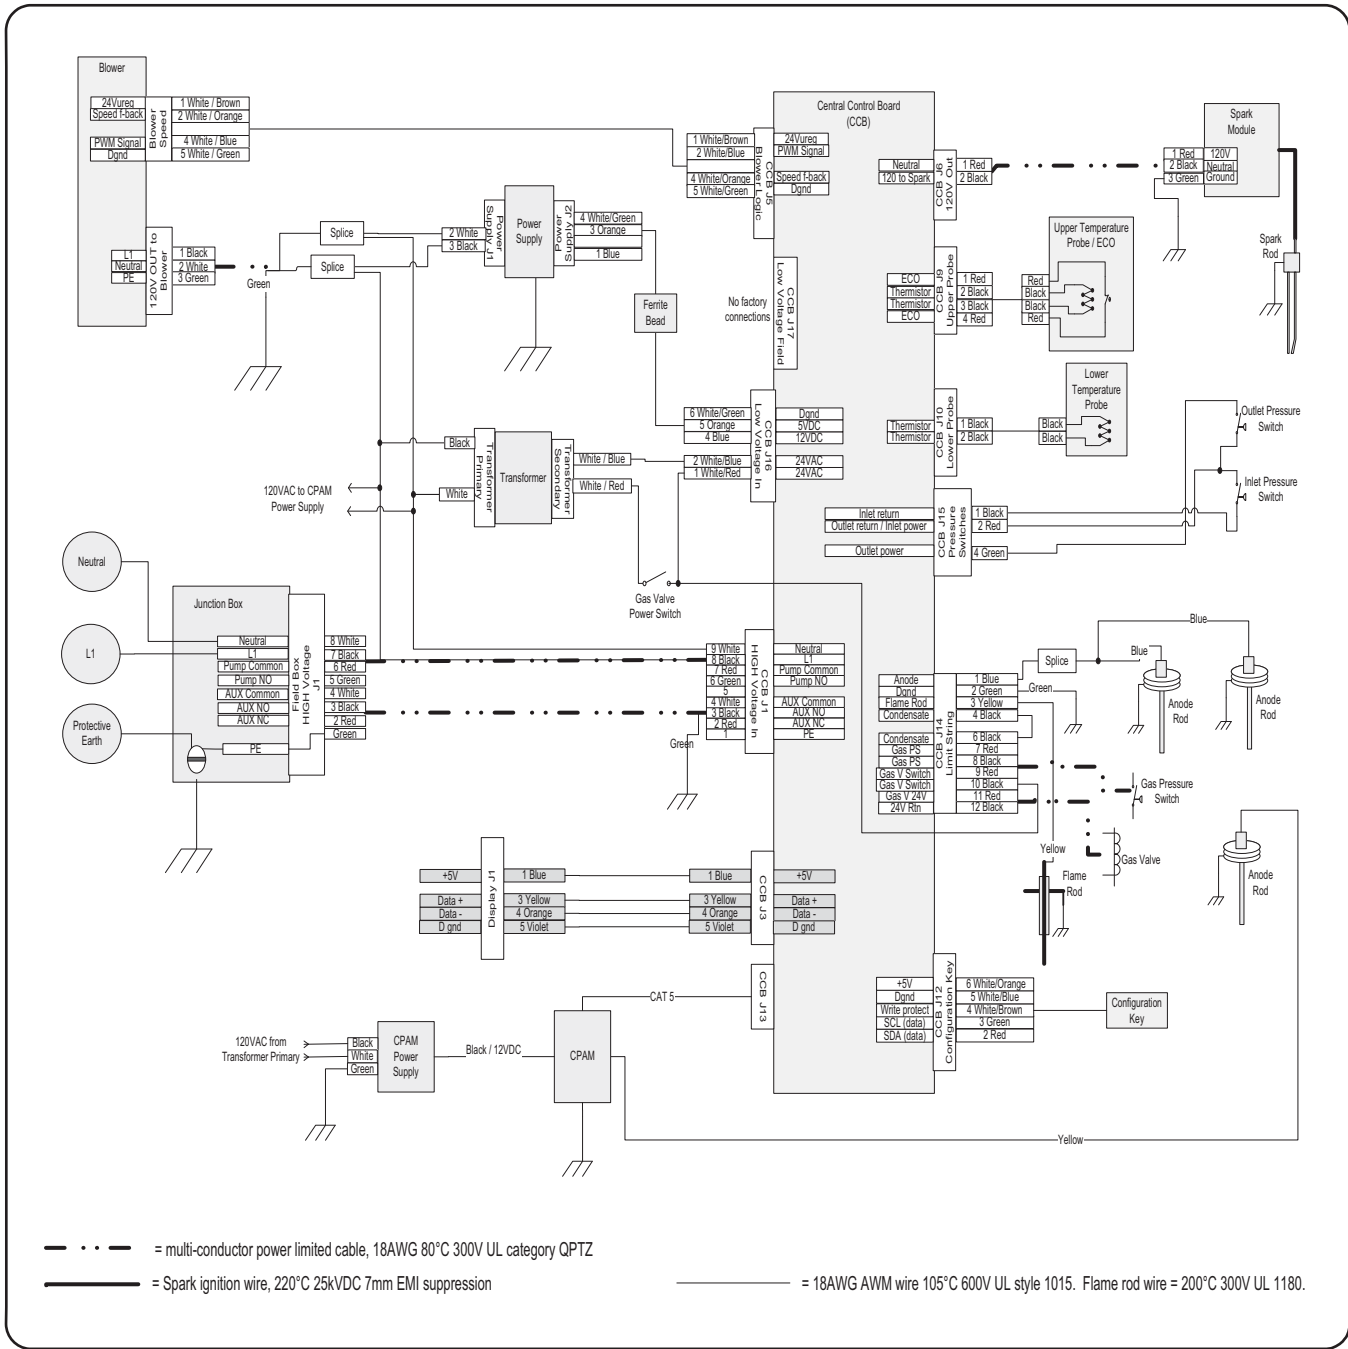 Blower
24Vureg
Speed f-back
PWM Signal
Dgnd
Blower
Speed
1 White / Brown
2 White / Orange
4 White / Blue
5 White / Green
L1
Neutral
PE
120V OUT to
Blower
1 Black
2 White
3 Green
Green
Splice
Splice
2 White
3 Black
Power
Supply J1
Power
Supply
Power
Supply J2
4 White/Green
3 Orange
1 Blue
Ferrite
Bead
Central Control Board
(CCB)
1 White/Brown
2 White/Blue
4 White/Orange
5 White/Green
CCB J5
Blower Logic
24Vureg
PWM Signal
Speed f-back
Dgnd
No factory
connections
CCB J17
Low Voltage Field
6 White/Green
5 Orange
4 Blue
2 White/Blue
1 White/Red
CCB J16
Low Voltage In
Dgnd
5VDC
12VDC
24VAC
24VAC
Neutral
120 to Spark
CCB J6
120V Out
1 Red
2 Black
Spark
Module
1 Red
2 Black
3 Green
120V
Neutral
Ground
Spark
Rod
ECO
Thermistor
Thermistor
ECO
CCB J9
Upper Probe
1 Red
2 Black
3 Black
4 Red
Upper Temperature
Probe / ECO
Red
Black
Black
Red
Thermistor
Thermistor
CCB J10
Lower Probe
1 Black
2 Black
Lower
Temperature
Probe
Black
Black
Outlet Pressure
Switch
Inlet Pressure
Switch
Inlet return
Outlet return / Inlet power
Outlet power
CCB J15
Pressure
Switches
1 Black
2 Red
4 Green
Black
White
Transformer
Primary
Transformer
Transformer
Secondary
White / Blue
White / Red
120VAC to CPAM
Power Supply
Gas Valve
Power Switch
Neutral
L1
Protective
Earth
Junction Box
Neutral
L1
Pump Common
Pump NO
AUX Common
AUX NO
AUX NC
PE
Field Box
HIGH Voltage
J1
8 White
7 Black
6 Red
5 Green
4 White
3 Black
2 Red
Green
9 White
8 Black
7 Red
6 Green
5
4 White
3 Black
2 Red
1
Green
CCB J1
HIGH Voltage In
Neutral
L1
Pump Common
Pump NO
AUX Common
AUX NO
AUX NC
PE
Anode
Dgnd
Flame Rod
Condensate
Condensate
Gas PS
Gas PS
Gas V Switch
Gas V Switch
Gas V 24V
24V Rtn
CCB J14
Limit String
1 Blue
2 Green
3 Yellow
4 Black
6 Black
7 Red
8 Black
9 Red
10 Black
11 Red
12 Black
Green
Splice
Blue
Blue
Anode
Rod
Anode
Rod
Gas Pressure
Switch
Gas Valve
Yellow
Flame
Rod
Anode
Rod
+5V
Data +
Data -
D gnd
Display J1
1 Blue
3 Yellow
4 Orange
5 Violet
1 Blue
3 Yellow
4 Orange
5 Violet
CCB J3
+5V
Data +
Data -
D gnd
CAT 5
CCB J13
+5V
Dgnd
Write protect
SCL (data)
SDA (data)
CCB J12
Configuration Key
6 White/Orange
5 White/Blue
4 White/Brown
3 Green
2 Red
Configuration
Key
120VAC from
Transformer Primary
Black
White
Green
CPAM
Power
Supply
Black / 12VDC
CPAM
Yellow
= multi-conductor power limited cable, 18AWG 80°C 300V UL category QPTZ
= Spark ignition wire, 220°C 25kVDC 7mm EMI suppression
= 18AWG AWM wire 105°C 600V UL style 1015. Flame rod wire = 200°C 300V UL 1180.